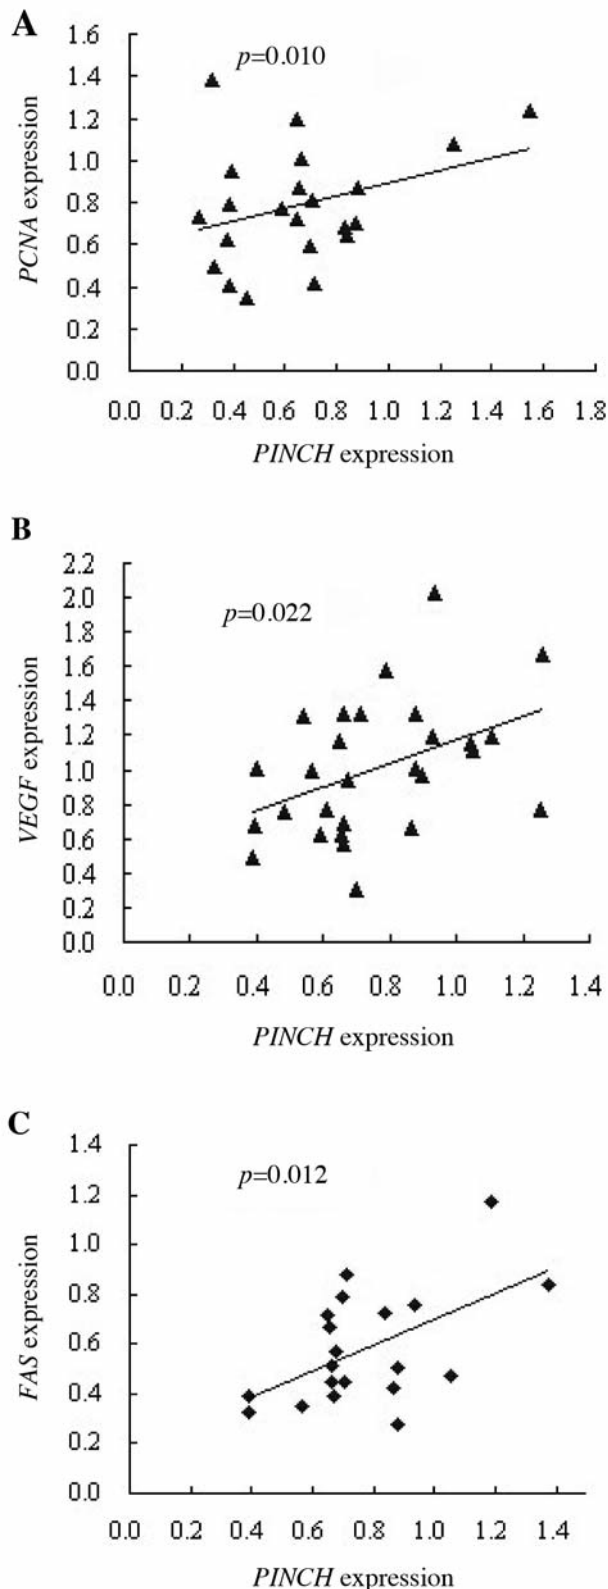 A
p=0.010
PCNA expression
1.6
1.4
1.2
1.0
0.8
0.6
0.4
0.2
0.0
0.0 0.2 0.4 0.6 0.8 1.0 1.2 1.4 1.6 1.8
PINCH expression
B
p=0.022
VEGF expression
2.2
2.0
1.8
1.6
1.4
1.2
1.0
0.8
0.6
0.4
0.2
0.0
0.0 0.2 0.4 0.6 0.8 1.0 1.2 1.4
PINCH expression
C
p=0.012
FAS expression
1.4
1.2
1.0
0.8
0.6
0.4
0.2
0.0
0.0 0.2 0.4 0.6 0.8 1.0 1.2 1.4
PINCH expression